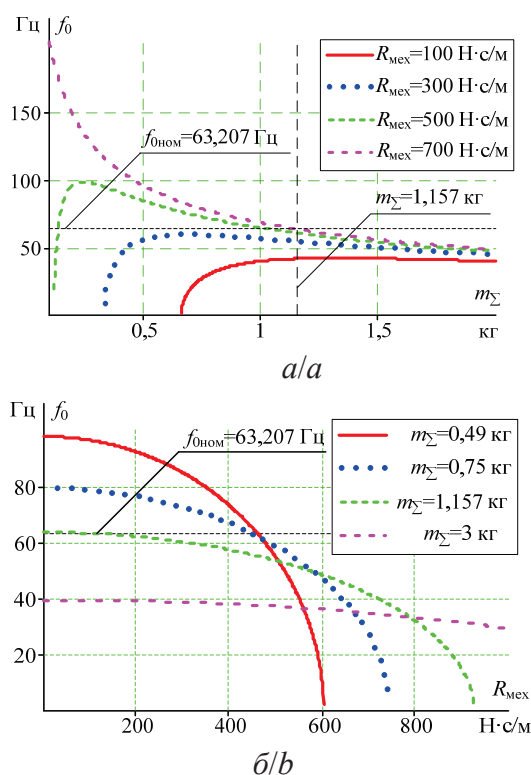 Гц f₀
Rмех=100 Н·с/м
Rмех=300 Н·с/м
Rмех=500 Н·с/м
Rмех=700 Н·с/м
150
f₀ном=63,207 Гц
100
mΣ=1,157 кг
50
mΣ
0,5 1 1,5 кг
а/a
Гц f₀
f₀ном=63,207 Гц
mΣ=0,49 кг
mΣ=0,75 кг
mΣ=1,157 кг
mΣ=3 кг
80
60
40
20
Rмех
200 400 600 800 Н·с/м
б/b